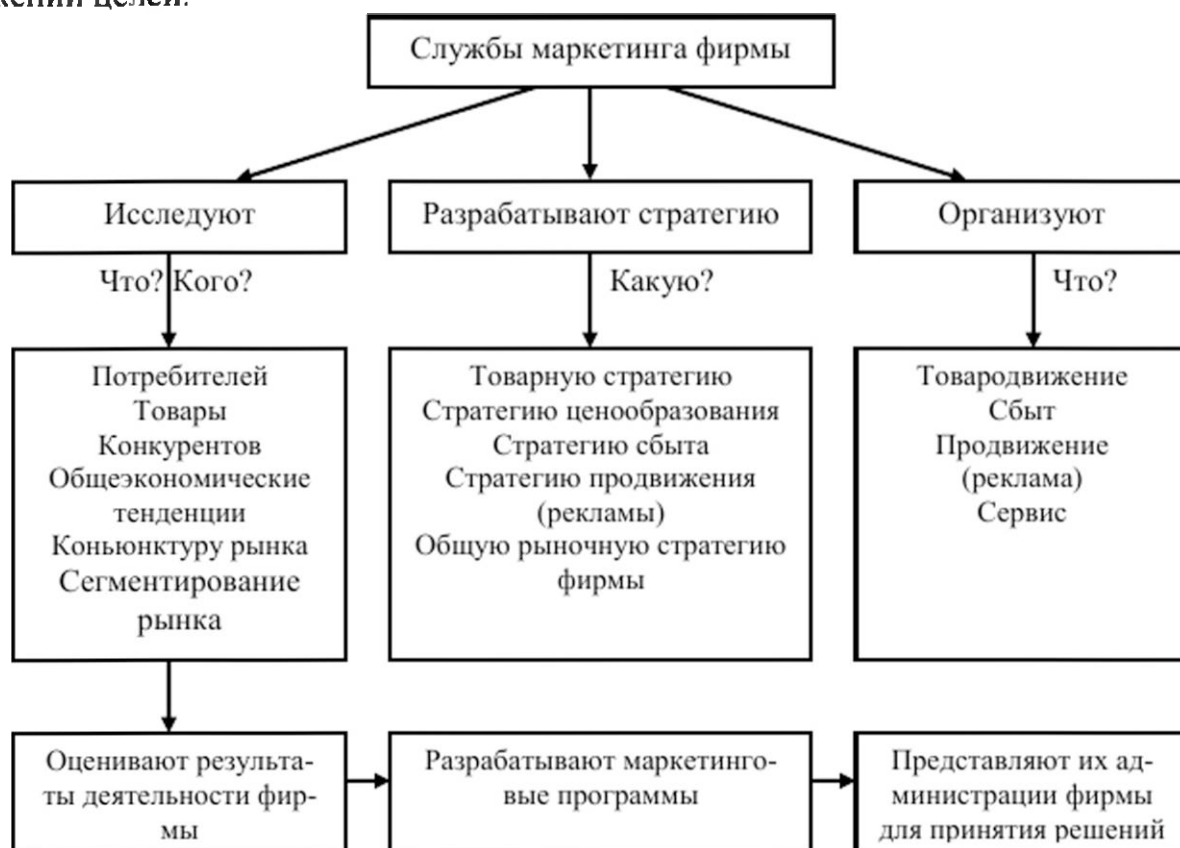 целей.
Службы маркетинга фирмы
Исследуют
Разрабатывают стратегию
Организуют
Что? Кого?
Какую?
Что?
Потребителей
Товары
Конкурентов
Общеэкономические
тенденции
Коньюнктуру рынка
Сегментирование
рынка
Товарную стратегию
Стратегию ценообразования
Стратегию сбыта
Стратегию продвижения
(рекламы)
Общую рыночную стратегию
фирмы
Товародвижение
Сбыт
Продвижение
(реклама)
Сервис
Оценивают результа-
ты деятельности фир-
мы
Разрабатывают маркетинго-
вые программы
Представляют их ад-
министрации фирмы
для принятия решений